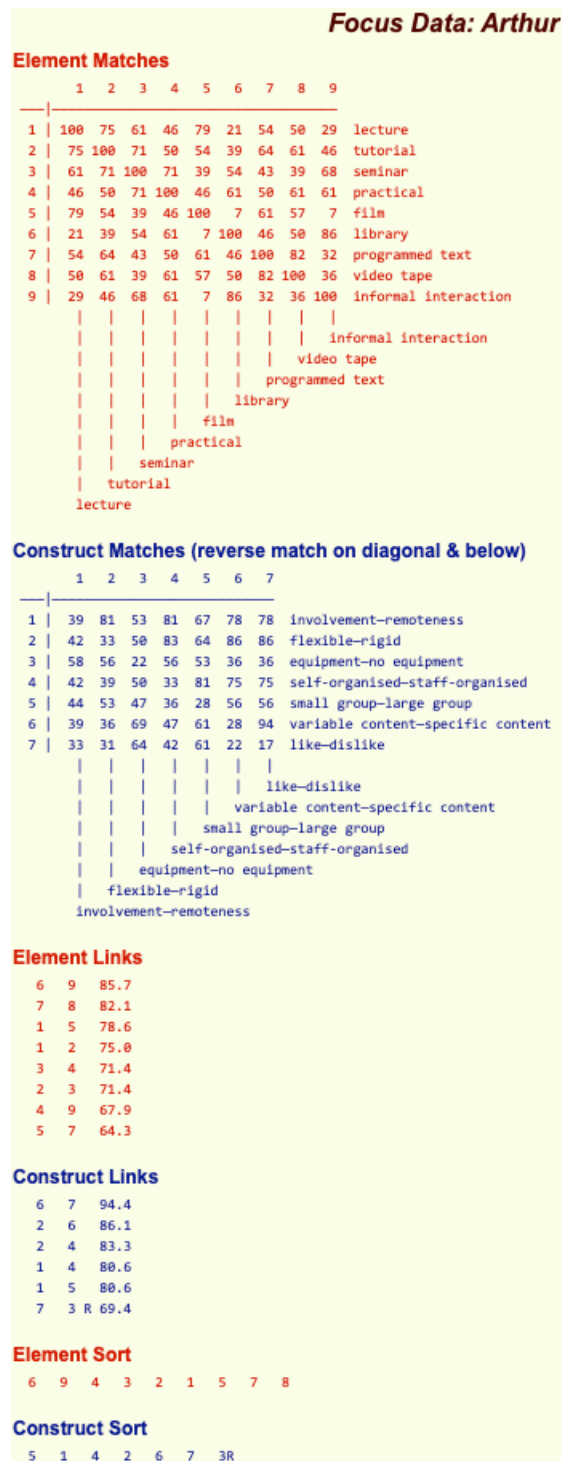 Focus Data: Arthur
Element Matches
1 2 3 4 5 6 7 8 9
1 | 100 75 61 46 79 21 54 50 29 lecture
2 | 75 100 71 50 54 39 64 61 46 tutorial
3 | 61 71 100 71 39 54 43 39 68 seminar
4 | 46 50 71 100 46 61 50 61 61 practical
5 | 79 54 39 46 100 7 61 57 7 film
6 | 21 39 54 61 7 100 46 50 86 library
7 | 54 64 43 50 61 46 100 82 32 programmed text
8 | 50 61 39 61 57 50 82 100 36 video tape
9 | 29 46 68 61 7 86 32 36 100 informal interaction
informal interaction
video tape
programmed text
library
film
practical
seminar
tutorial
lecture
Construct Matches (reverse match on diagonal & below)
1 2 3 4 5 6 7
1 | 39 81 53 81 67 78 78 involvement—remoteness
2 | 42 33 50 83 64 86 86 flexible—rigid
3 | 58 56 22 56 53 36 36 equipment—no equipment
4 | 42 39 50 33 81 75 75 self-organised—staff-organised
5 | 44 53 47 36 28 56 56 small group—large group
6 | 39 36 69 47 61 28 94 variable content—specific content
7 | 33 31 64 42 61 22 17 like—dislike
like—dislike
variable content—specific content
small group—large group
self-organised—staff-organised
equipment—no equipment
flexible—rigid
involvement—remoteness
Element Links
6 9 85.7
7 8 82.1
1 5 78.6
1 2 75.0
3 4 71.4
2 3 71.4
4 9 67.9
5 7 64.3
Construct Links
6 7 94.4
2 6 86.1
2 4 83.3
1 4 80.6
1 5 80.6
7 3 R 69.4
Element Sort
6 9 4 3 2 1 5 7 8
Construct Sort
5 1 4 2 6 7 3R